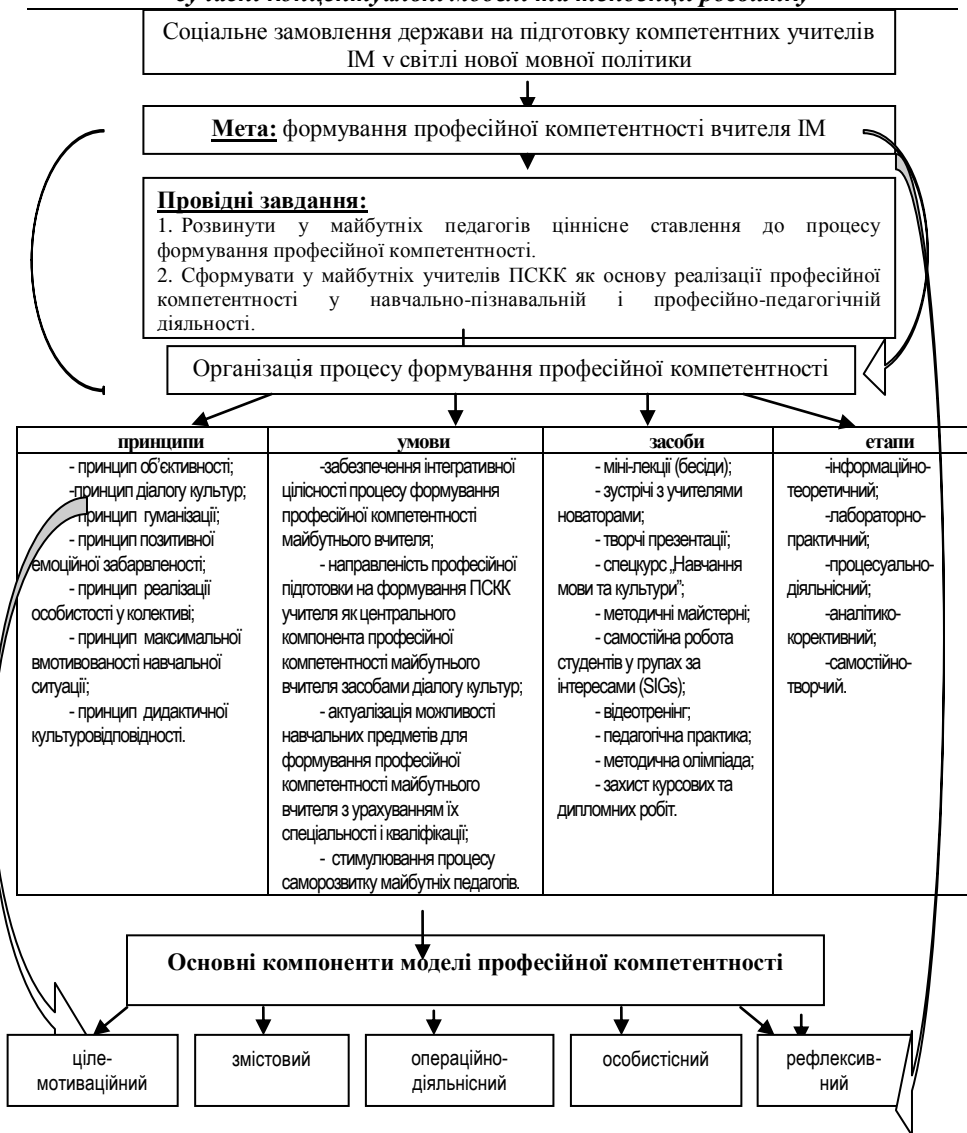 сучасні концептуальні моделі та тенденції розвитку
Соціальне замовлення держави на підготовку компетентних учителів
ІМ у світлі нової мовної політики
Мета: формування професійної компетентності вчителя ІМ
Провідні завдання:
1. Розвинути у майбутніх педагогів ціннісне ставлення до процесу
формування професійної компетентності.
2. Сформувати у майбутніх учителів ПСКК як основу реалізації професійної
компетентності у навчально-пізнавальній і професійно-педагогічній
діяльності.
Організація процесу формування професійної компетентності
принципи
- принцип об'єктивності;
-принцип діалогу культур;
принцип гуманізації;
- принцип позитивної
емоційної забарвленості;
- принцип реалізації
особистості у колективі;
- принцип максимальної
вмотивованості навчальної
ситуації;
- принцип дидактичної
культуровідповідності.
умови
-забезпечення інтегративної
цілісності процесу формування
професійної компетентності
майбутнього вчителя;
- направленість професійної
підготовки на формування ПСКК
учителя як центрального
компонента професійної
компетентності майбутнього
вчителя засобами діалогу культур;
- актуалізація можливості
навчальних предметів для
формування професійної
компетентності майбутнього
вчителя з урахуванням їх
спеціальності і кваліфікації;
- стимулювання процесу
саморозвитку майбутніх педагогів.
засоби
- міні-лекції (бесіди);
- зустрічі з учителями
новаторами;
- творчі презентації;
- спецкурс „Навчання
мови та культури";
- методичні майстерні;
- самостійна робота
студентів у групах за
інтересами (SIGs);
- відеотренінг;
- педагогічна практика;
- методична олімпіада;
- захист курсових та
дипломних робіт.
етапи
-інформаційно-
теоретичний;
-лабораторно-
практичний;
-процесуально-
діяльнісний;
-аналітико-
корективний;
-самостійно-
творчий.
Основні компоненти моделі професійної компетентності
ціле-
мотиваційний
змістовий
операційно-
діяльнісний
особистісний
рефлексив-
ний